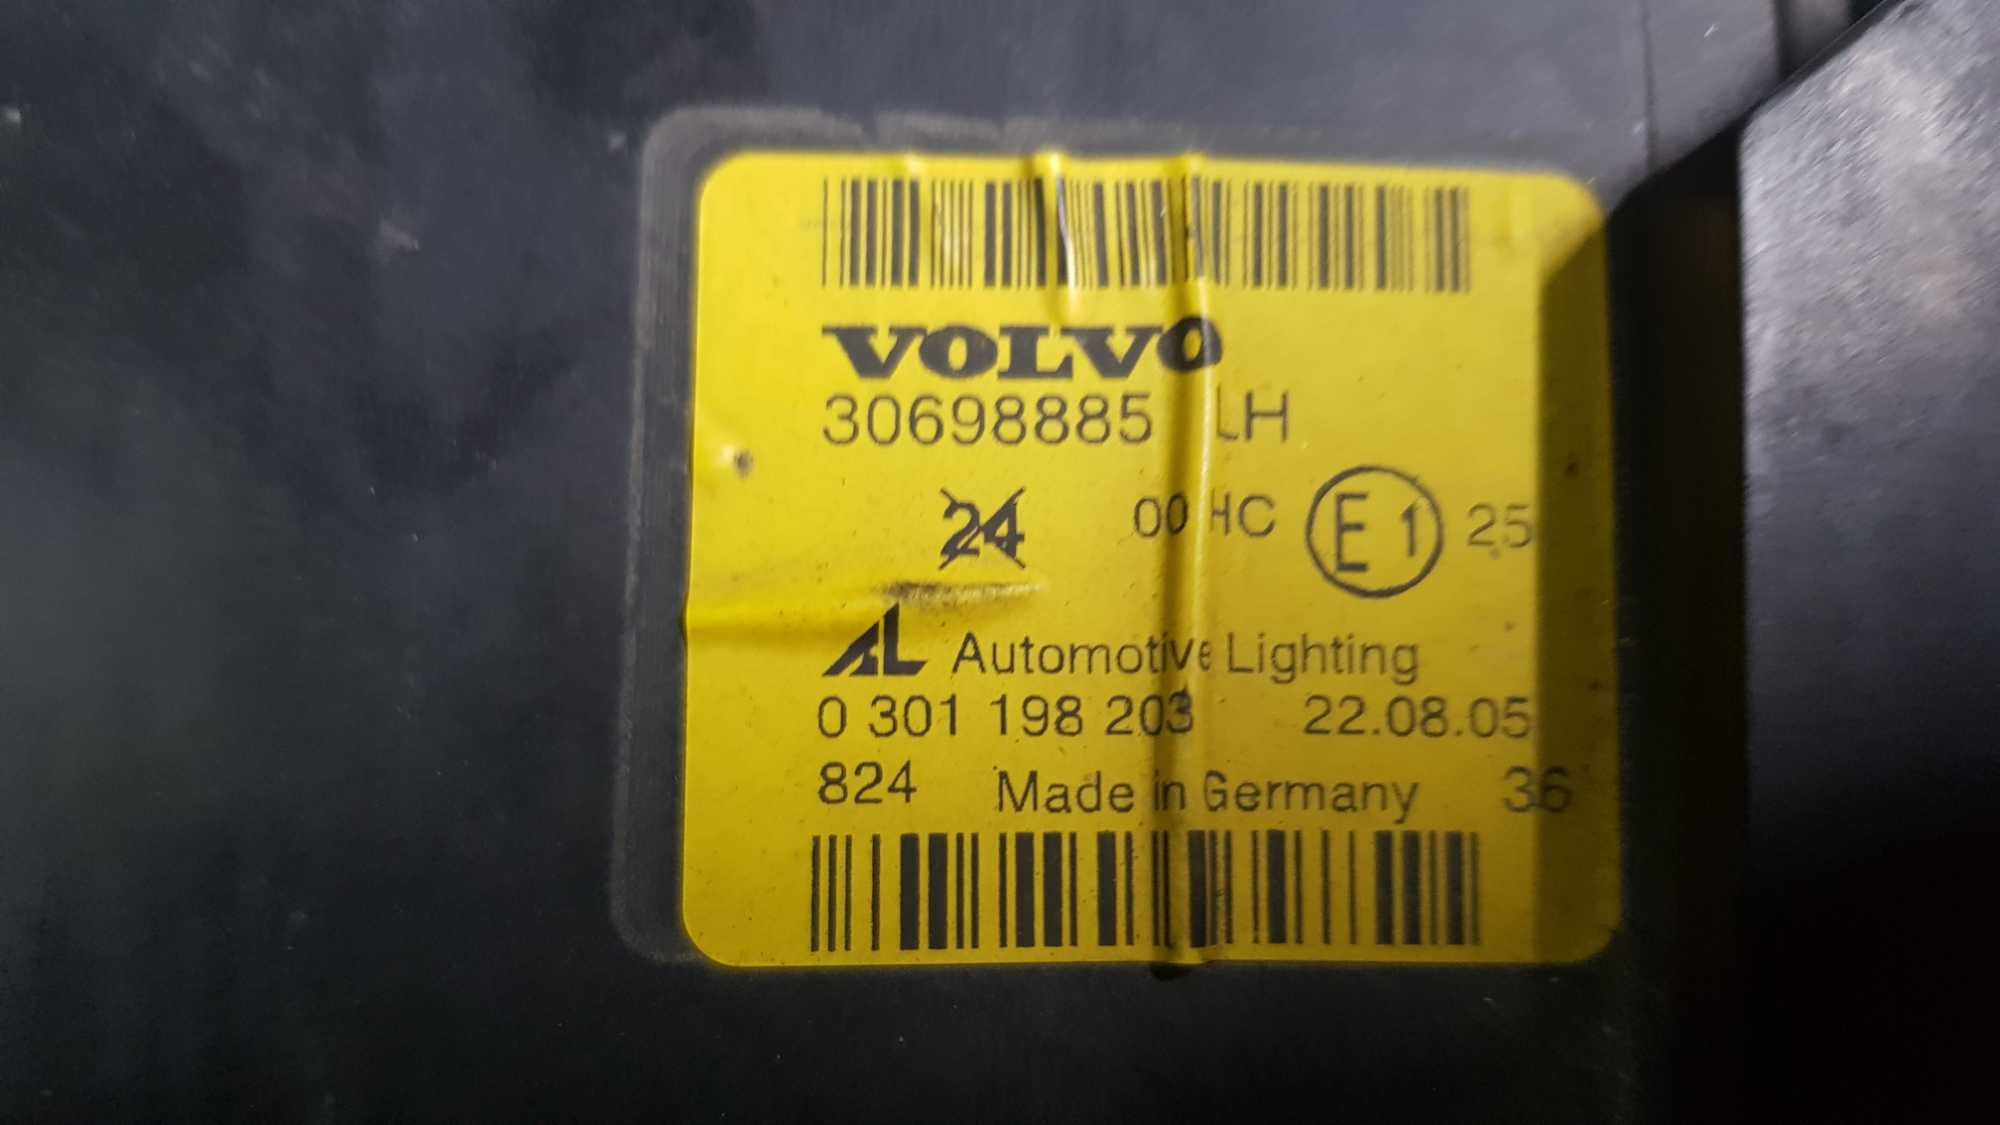 VOLVO
30698885 LH
24 00 HC E1 25
AL Automotive Lighting
0 301 198 203 22.08.05
824 Made in Germany 36